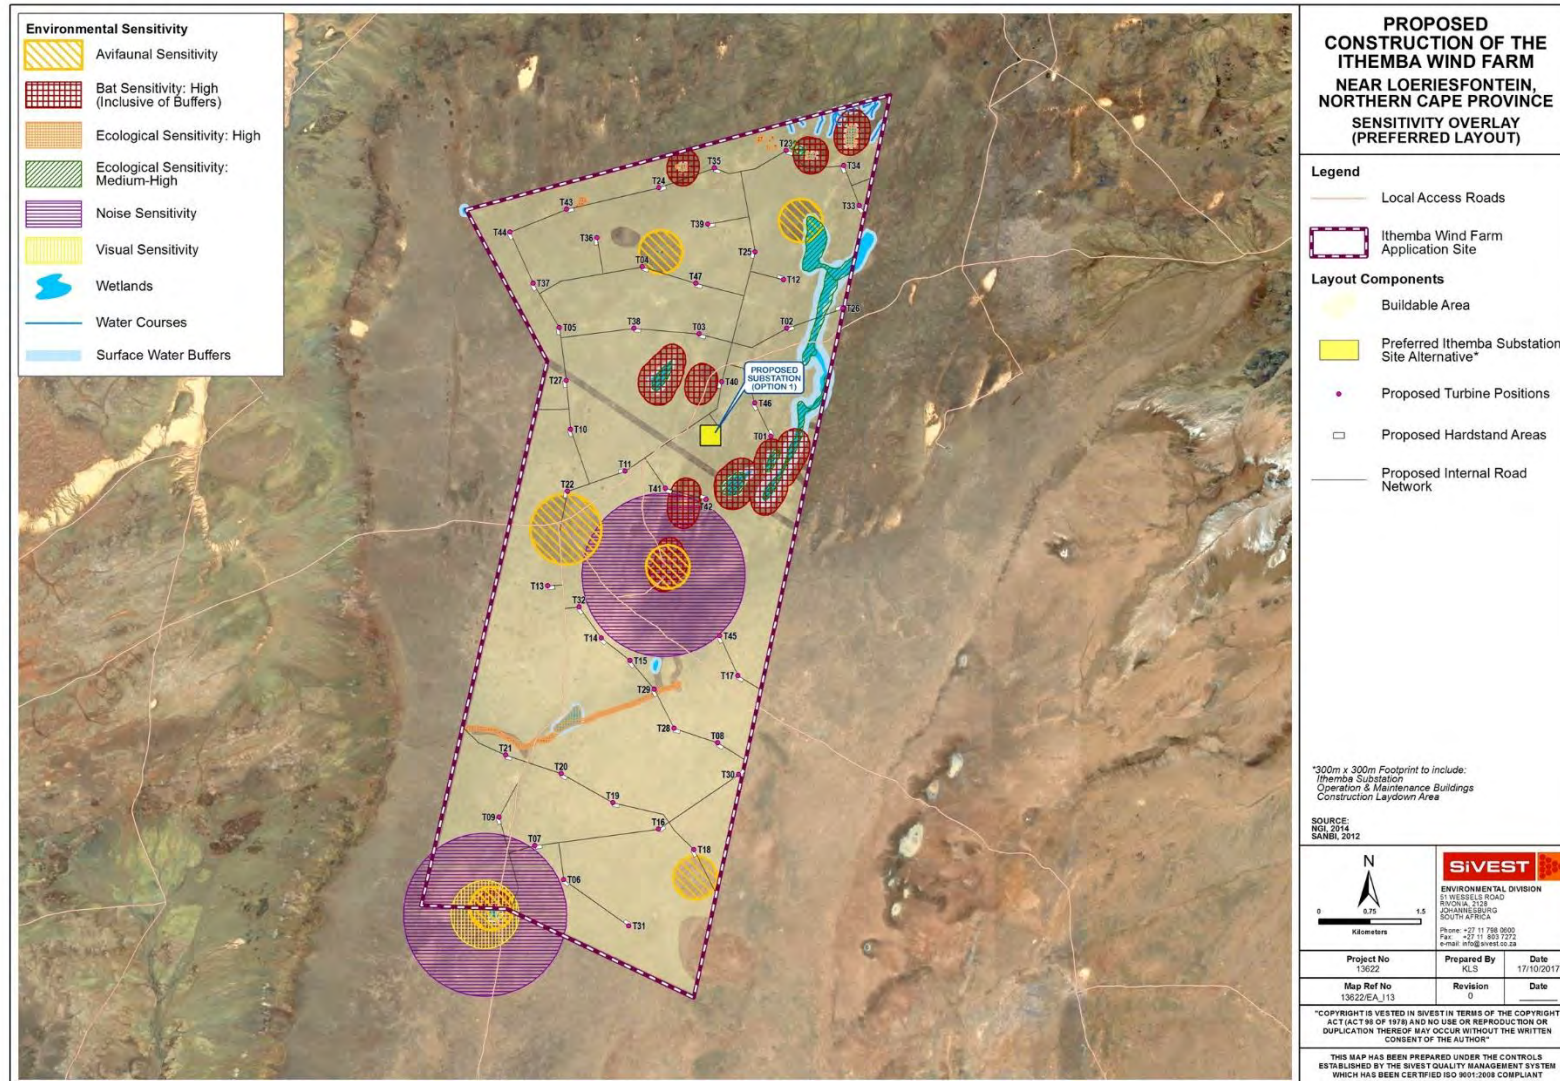 Environmental Sensitivity
Avifaunal Sensitivity
Bat Sensitivity: High
(Inclusive of Buffers)
Ecological Sensitivity: High
Ecological Sensitivity:
Medium-High
Noise Sensitivity
Visual Sensitivity
Wetlands
Water Courses
Surface Water Buffers
T23
T35
T34
T24
T43
T33
T39
T44
T36
T25
T04
T47
T12
T37
T26
T05
T38
T03
T02
PROPOSED
SUBSTATION
(OPTION 1)
T27
T40
T46
T10
T01
T11
T22
T41
T42
T13
T32
T14
T45
T15
T17
T29
T28
T08
T21
T20
T30
T19
T09
T16
T07
T18
T06
T31
PROPOSED
CONSTRUCTION OF THE
ITHEMBA WIND FARM
NEAR LOERIESFONTEIN,
NORTHERN CAPE PROVINCE
SENSITIVITY OVERLAY
(PREFERRED LAYOUT)
Legend
Local Access Roads
Ithemba Wind Farm
Application Site
Layout Components
Buildable Area
Preferred Ithemba Substation
Site Alternative*
Proposed Turbine Positions
Proposed Hardstand Areas
Proposed Internal Road
Network
*300m x 300m Footprint to include:
Ithemba Substation
Operation & Maintenance Buildings
Construction Laydown Area
SOURCE:
NGI, 2014
SANBI, 2012
N
0 0,75 1.5
Kilometers
SiVEST
ENVIRONMENTAL DIVISION
51 WESSELS ROAD
RIVONIA, 2128
JOHANNESBURG
SOUTH AFRICA
Phone: +27 11 798 0600
Fax: +27 11 803 7272
e-mail: info@sivest.co.za
Project No
13622
Prepared By
KLS
Date
17/10/2017
Map Ref No
13622/EA_I13
Revision
0
Date
"COPYRIGHT IS VESTED IN SIVEST IN TERMS OF THE COPYRIGHT
ACT (ACT 98 OF 1978) AND NO USE OR REPRODUCTION OR
DUPLICATION THEREOF MAY OCCUR WITHOUT THE WRITTEN
CONSENT OF THE AUTHOR"
THIS MAP HAS BEEN PREPARED UNDER THE CONTROLS
ESTABLISHED BY THE SIVEST QUALITY MANAGEMENT SYSTEM
WHICH HAS BEEN CERTIFIED ISO 9001:2008 COMPLIANT